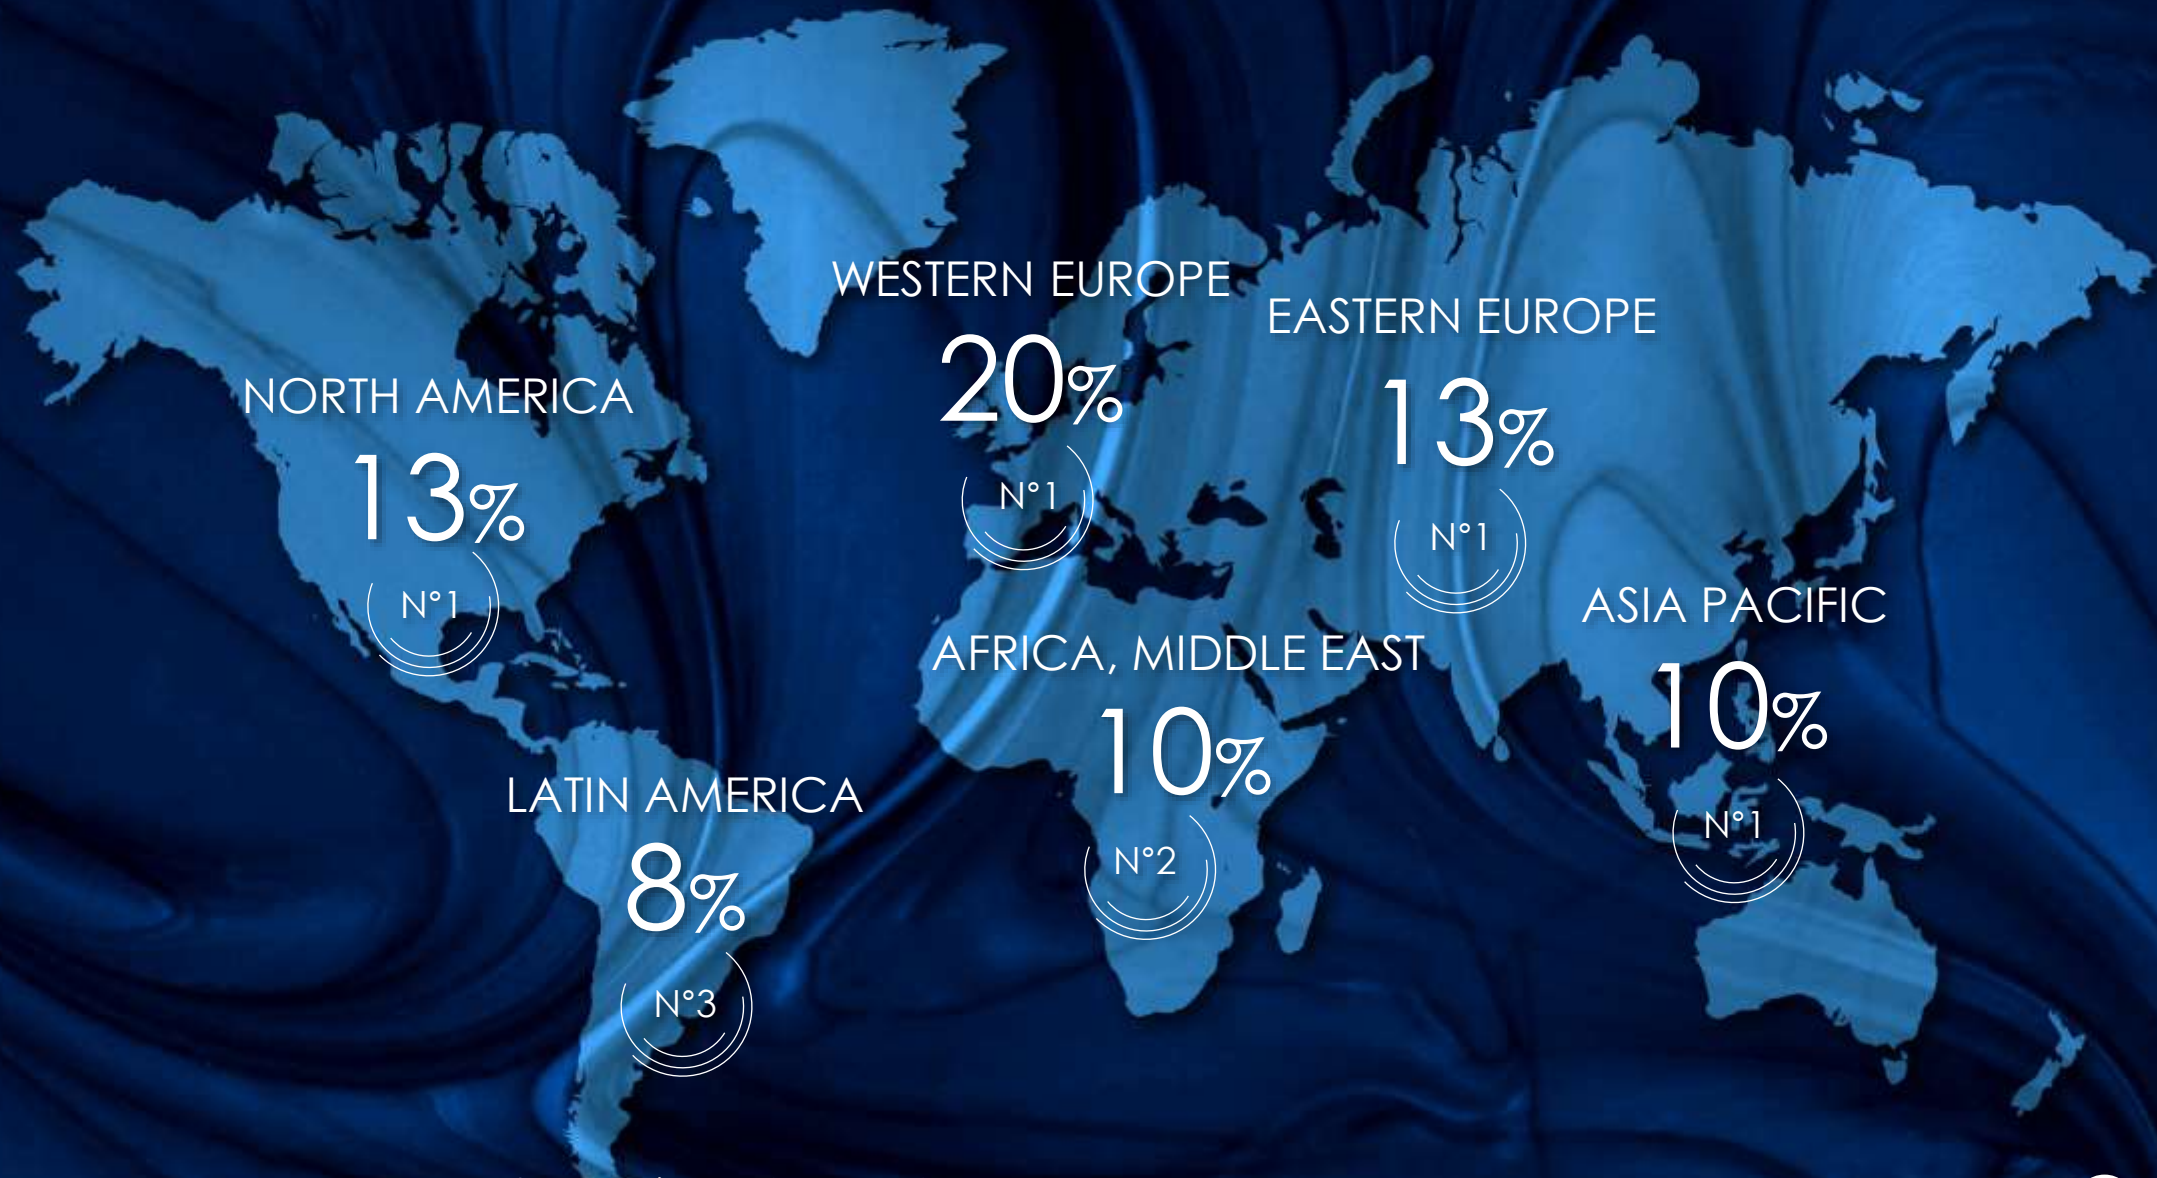 WESTERN EUROPE
20%
N°1
EASTERN EUROPE
13%
N°1
NORTH AMERICA
13%
N°1
ASIA PACIFIC
10%
N°1
AFRICA, MIDDLE EAST
10%
N°2
LATIN AMERICA
8%
N°3